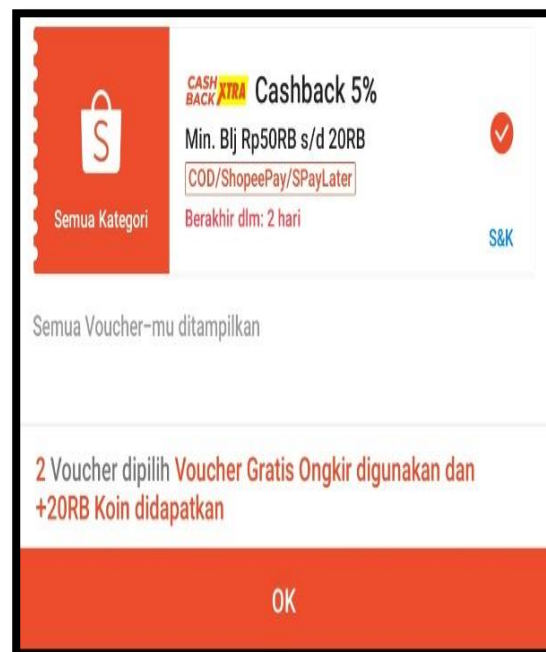 CASH BACK XTRA Cashback 5%
Min. Blj Rp50RB s/d 20RB
COD/ShopeePay/SPayLater
Berakhir dlm: 2 hari
S
Semua Kategori
S&K
Semua Voucher-mu ditampilkan
2 Voucher dipilih Voucher Gratis Ongkir digunakan dan
+20RB Koin didapatkan
OK